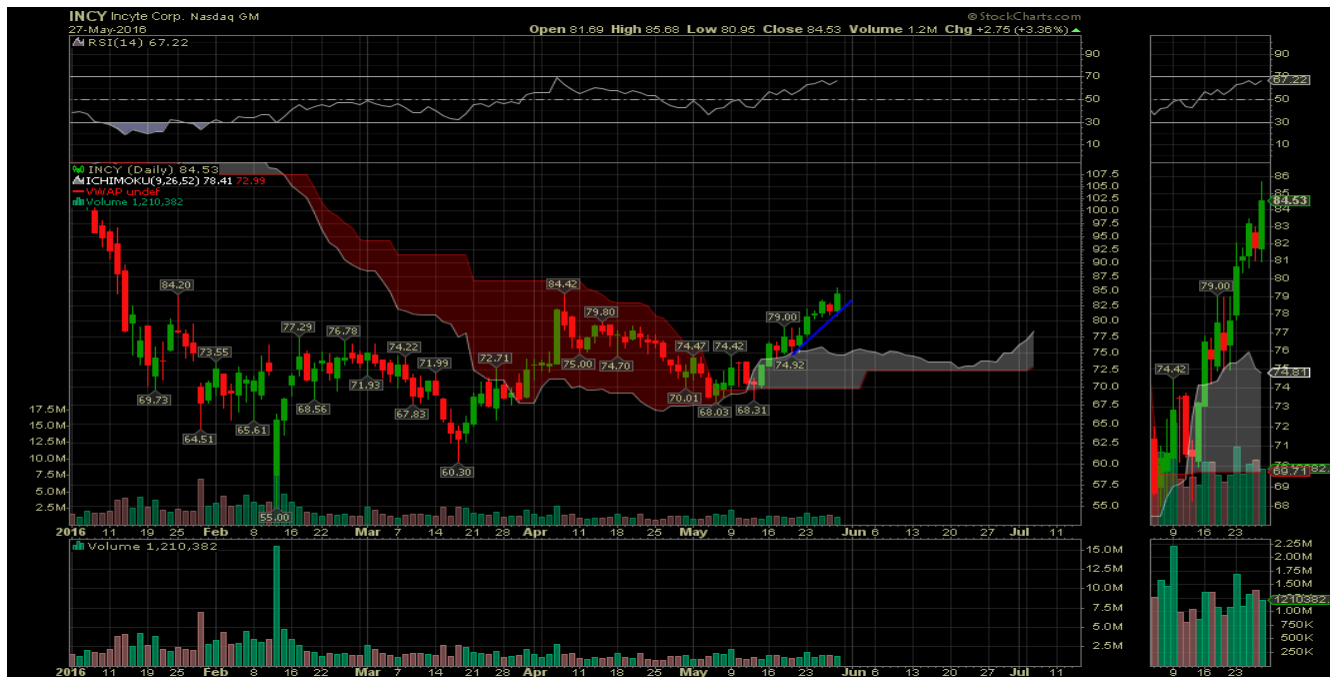 INCY Incyte Corp. Nasdaq GM © StockCharts.com
27-May-2016 Open 81.69 High 85.68 Low 80.95 Close 84.53 Volume 1.2M Chg +2.75 (+3.36%)
RSI(14) 67.22
90
70
50
30
10
90
70
67.22
50
30
10
INCY (Daily) 84.53
ICHIMOKU(9,26,52) 78.41 72.99
VWAP undef
Volume 1,210,382
107.5
105.0
102.5
100.0
97.5
95.0
92.5
90.0
87.5
85.0
82.5
80.0
77.5
75.0
72.5
70.0
67.5
65.0
62.5
60.0
57.5
55.0
17.5M
15.0M
12.5M
10.0M
7.5M
5.0M
2.5M
84.20
69.73
64.51
73.55
65.61
55.00
77.29
68.56
76.78
71.93
74.22
67.83
71.99
60.30
72.71
84.42
75.00
79.80
74.70
74.47
70.01
68.03
74.42
68.31
79.00
74.92
86
85
84.53
84
83
82
81
80
79
78
77
76
75
74.81
74
73
72
71
69.71
69
68
79.00
74.42
2016 11 19 25 Feb 8 16 22 Mar 7 14 21 28 Apr 11 18 25 May 9 16 23 Jun 6 13 20 27 Jul 11
9 16 23
Volume 1,210,382
15.0M
12.5M
10.0M
7.5M
5.0M
2.5M
2.25M
2.00M
1.75M
1.50M
1210382
1.00M
750K
500K
250K
2016 11 19 25 Feb 8 16 22 Mar 7 14 21 28 Apr 11 18 25 May 9 16 23 Jun 6 13 20 27 Jul 11
9 16 23